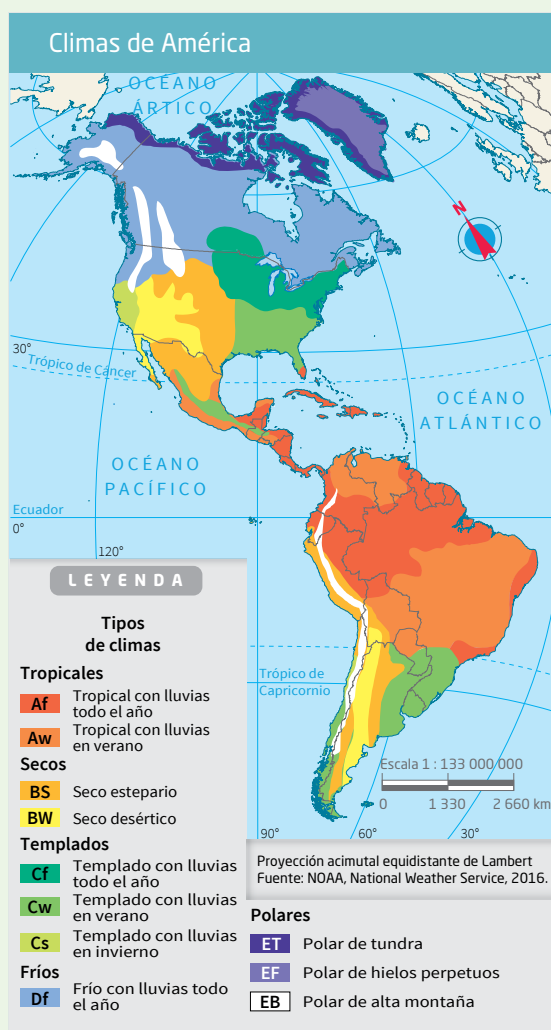 Climas de América
OCÉANO
ÁRTICO
N
30°
Trópico de Cáncer
OCÉANO
ATLÁNTICO
OCÉANO
PACÍFICO
Ecuador
0°
120°
Trópico de
Capricornio
Escala 1 : 133 000 000
0 1 330 2 660 km
90° 60° 30°
Proyección acimutal equidistante de Lambert
Fuente: NOAA, National Weather Service, 2016.
LEYENDA
Tipos
de climas
Tropicales
Af Tropical con lluvias
todo el año
Aw Tropical con lluvias
en verano
Secos
BS Seco estepario
BW Seco desértico
Templados
Cf Templado con lluvias
todo el año
Cw Templado con lluvias
en verano
Cs Templado con lluvias
en invierno
Fríos
Df Frío con lluvias todo
el año
Polares
ET Polar de tundra
EF Polar de hielos perpetuos
EB Polar de alta montaña